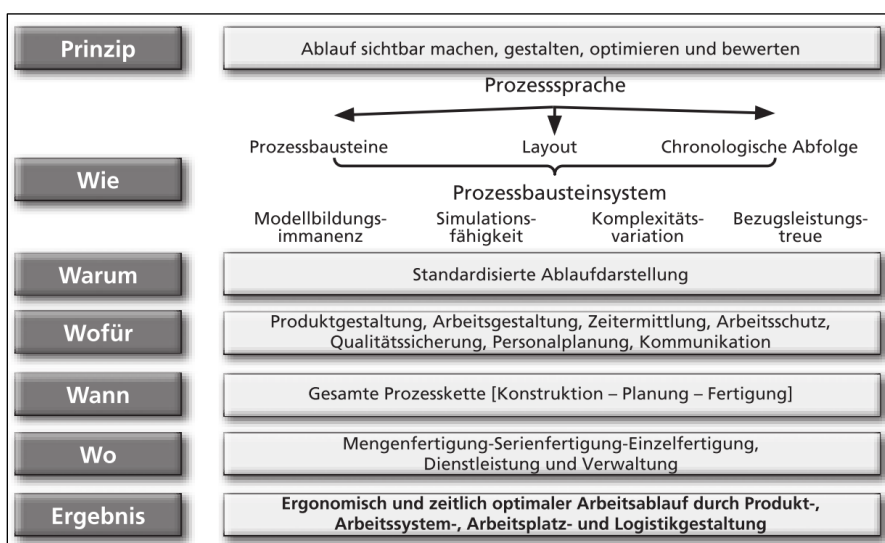 Prinzip
Ablauf sichtbar machen, gestalten, optimieren und bewerten
Prozesssprache
Prozessbausteine Layout Chronologische Abfolge
Wie
Prozessbausteinsystem
Modellbildungs- Simulations- Komplexitäts- Bezugsleistungs-
immanenz fähigkeit variation treue
Warum
Standardisierte Ablaufdarstellung
Wofür
Produktgestaltung, Arbeitsgestaltung, Zeitermittlung, Arbeitsschutz,
Qualitätssicherung, Personalplanung, Kommunikation
Wann
Gesamte Prozesskette [Konstruktion – Planung – Fertigung]
Wo
Mengenfertigung-Serienfertigung-Einzelfertigung,
Dienstleistung und Verwaltung
Ergebnis
Ergonomisch und zeitlich optimaler Arbeitsablauf durch Produkt-,
Arbeitssystem-, Arbeitsplatz- und Logistikgestaltung